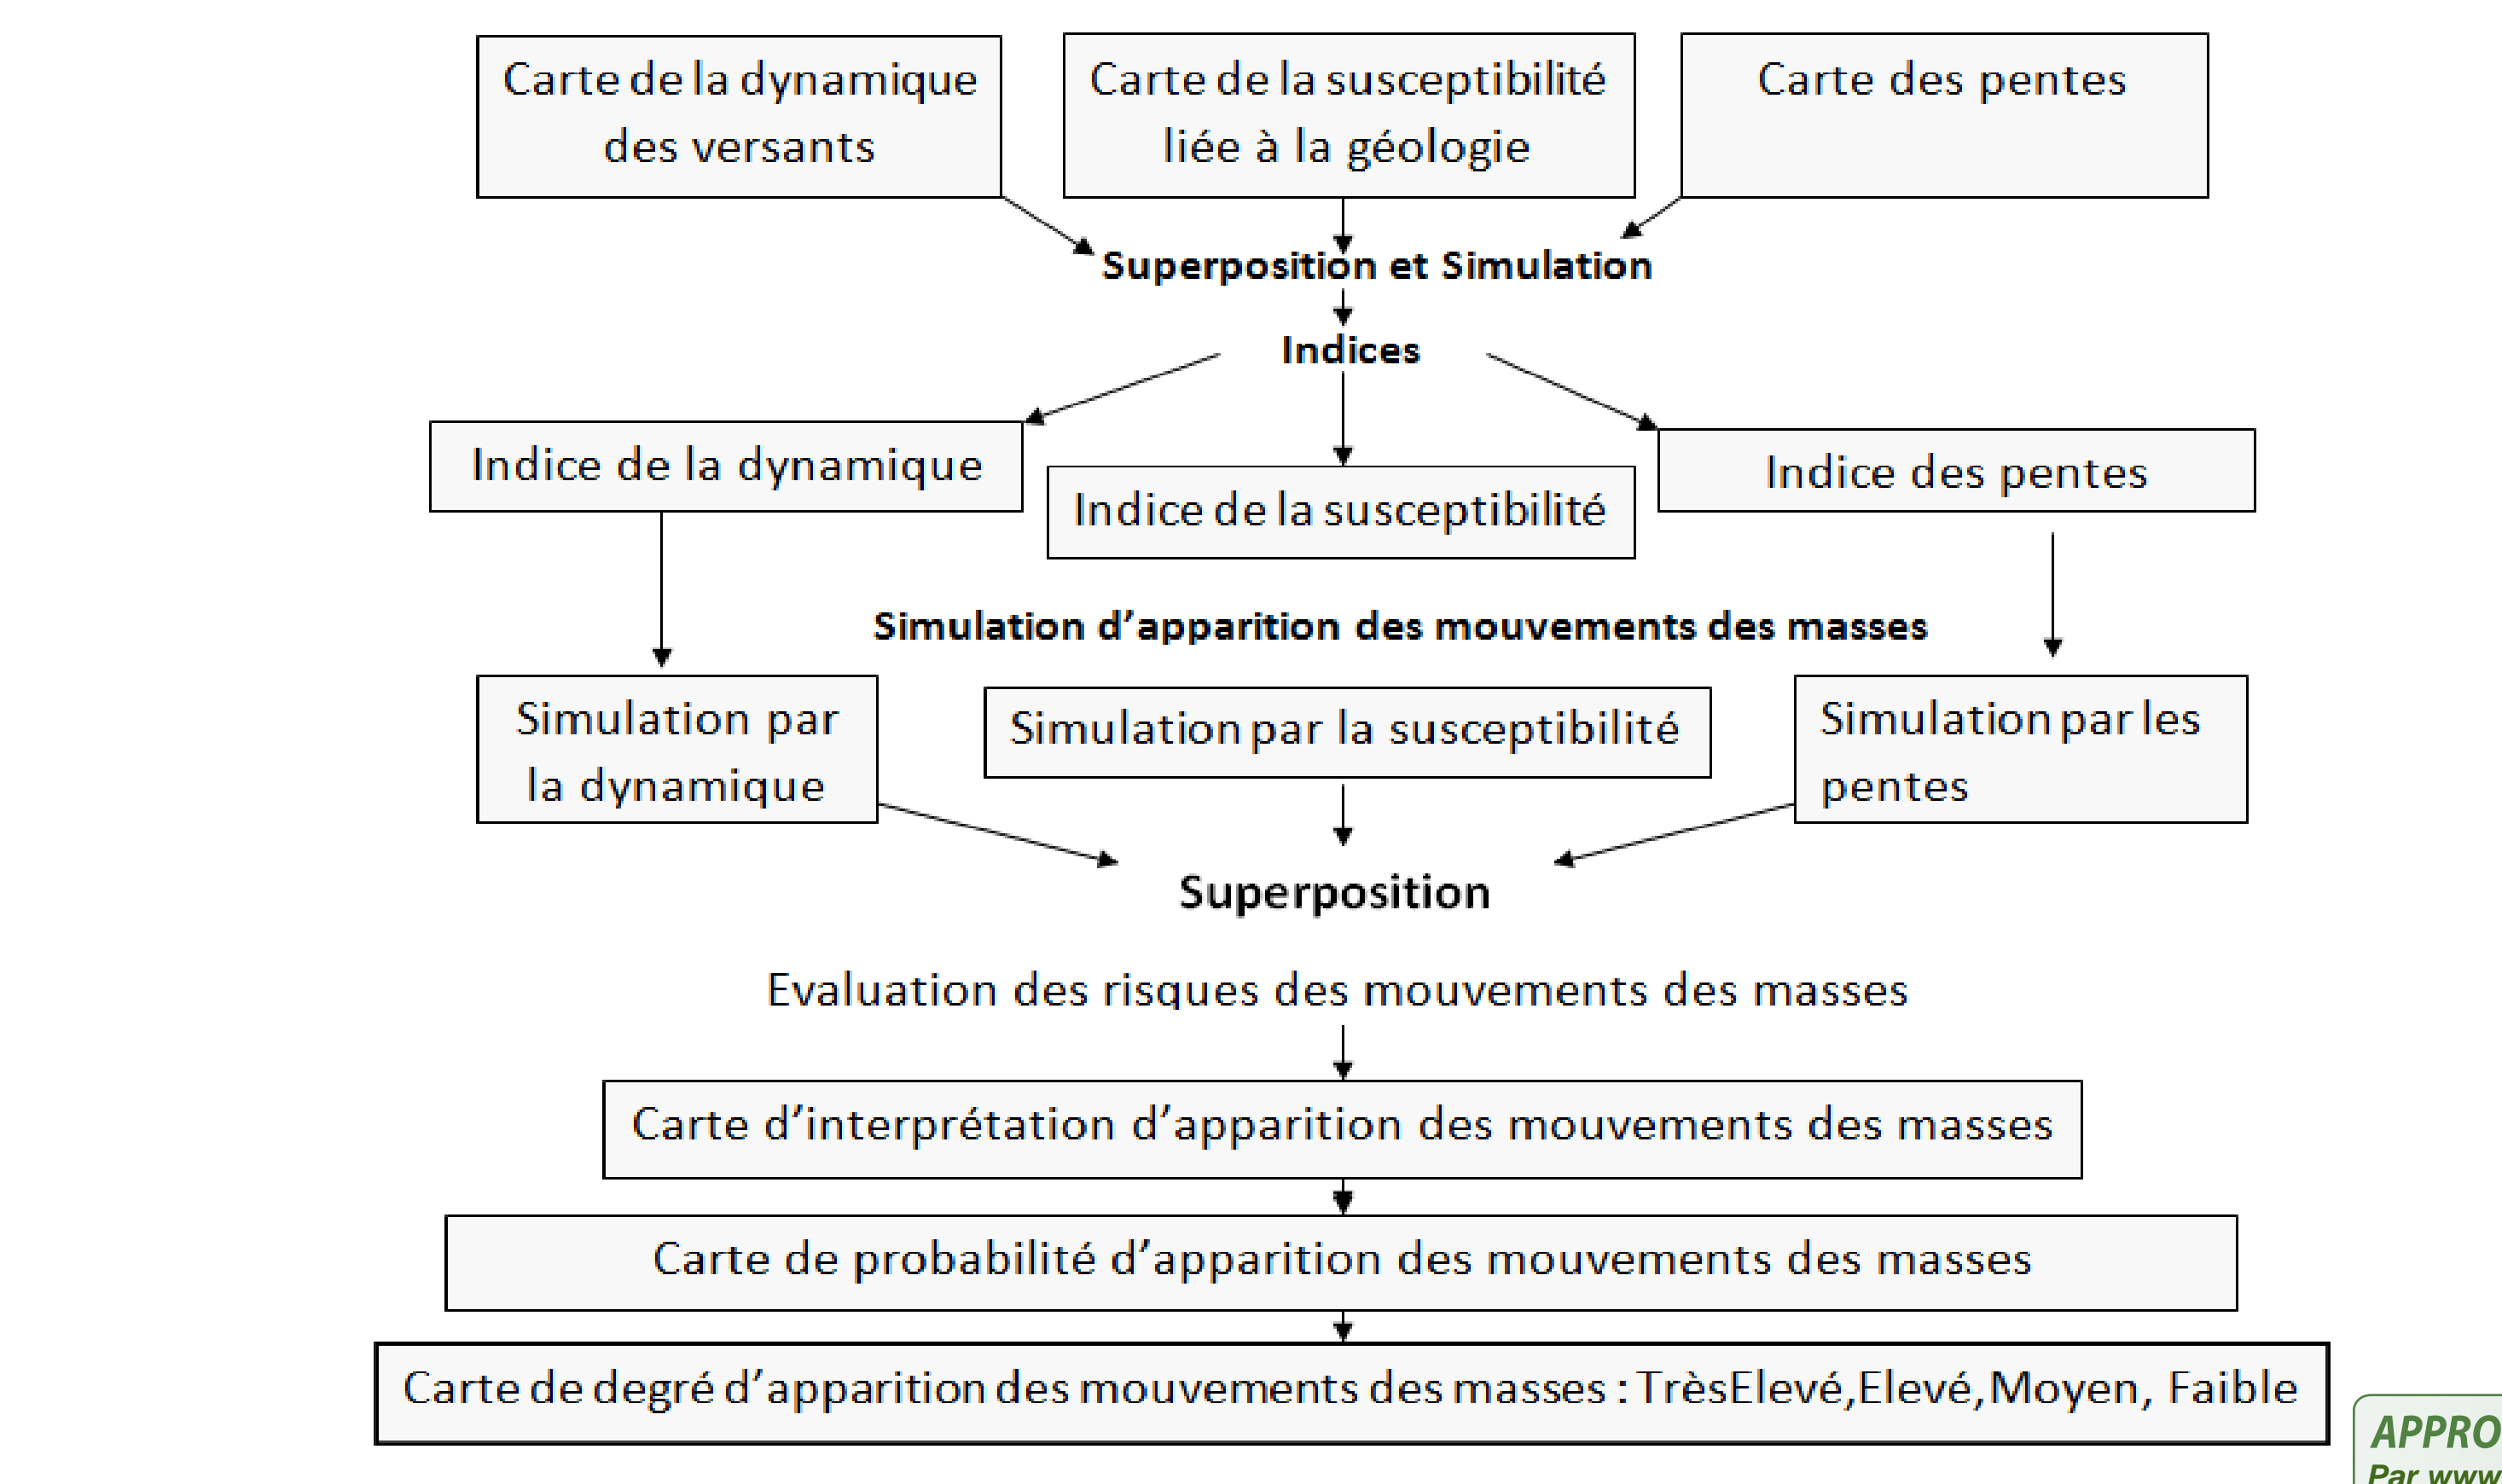 Carte de la dynamique
des versants
Carte de la susceptibilité
liée à la géologie
Carte des pentes
Superposition et Simulation
Indices
Indice de la dynamique
Indice de la susceptibilité
Indice des pentes
Simulation d’apparition des mouvements des masses
Simulation par
la dynamique
Simulation par la susceptibilité
Simulation par les
pentes
Superposition
Evaluation des risques des mouvements des masses
Carte d’interprétation d’apparition des mouvements des masses
Carte de probabilité d’apparition des mouvements des masses
Carte de degré d’apparition des mouvements des masses : TrèsElevé,Elevé,Moyen, Faible
APPRO
Par www